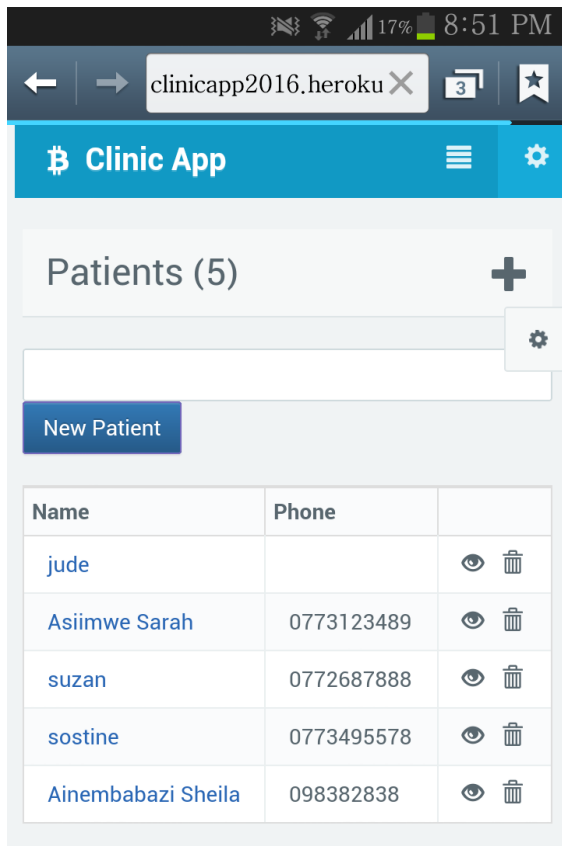 17% 8:51 PM
clinicapp2016.heroku
3
Clinic App
Patients (5)
New Patient
Name Phone
jude
Asiimwe Sarah 0773123489
suzan 0772687888
sostine 0773495578
Ainembabazi Sheila 098382838